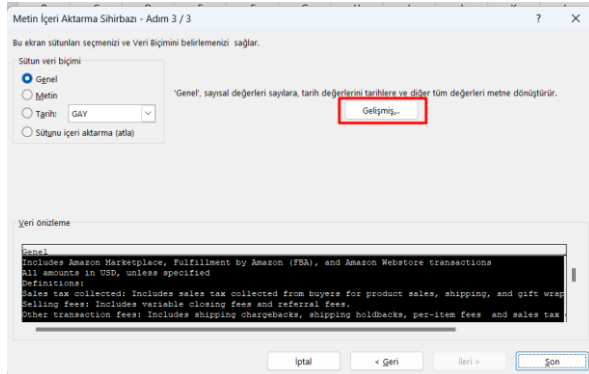 Metin İçeri Aktarma Sihirbazı - Adım 3 / 3
?
Bu ekran sütunları seçmenizi ve Veri Biçimini belirlemenizi sağlar.
Sütun veri biçimi
Genel
Metin
Tarih: GAY
Sütunu içeri aktarma (atla)
'Genel', sayısal değerleri sayılara, tarih değerlerini tarihlere ve diğer tüm değerleri metne dönüştürür.
Gelişmiş...
Veri önizleme
Genel
Includes Amazon Marketplace, Fulfillment by Amazon (FBA), and Amazon Webstore transactions
All amounts in USD, unless specified
Definitions:
Sales tax collected: Includes sales tax collected from buyers for product sales, shipping, and gift wrap
Selling fees: Includes variable closing fees and referral fees.
Other transaction fees: Includes shipping chargebacks, shipping holdbacks, per-item fees and sales tax
İptal
< Geri
İleri >
Son